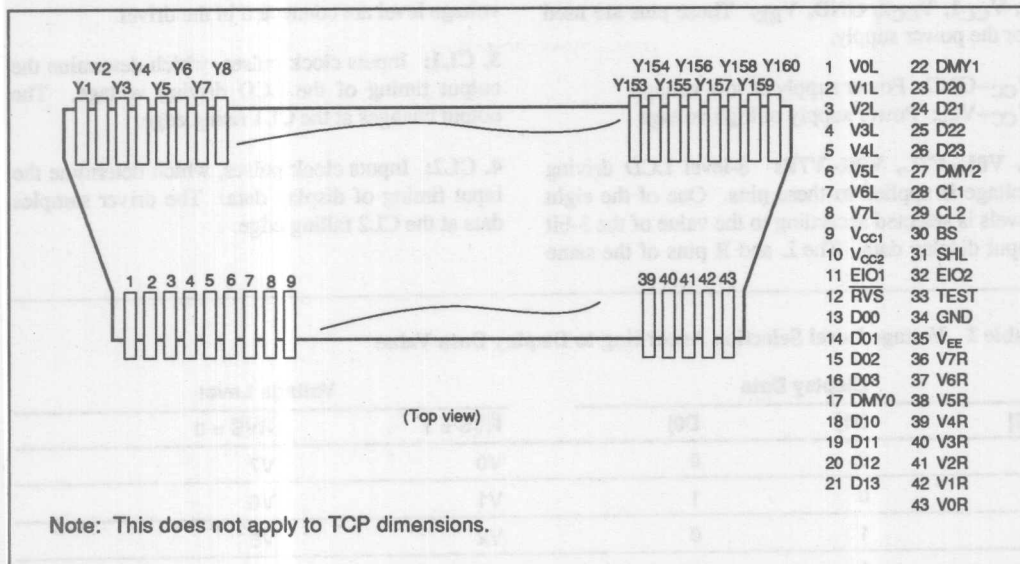 Y2 Y4 Y6 Y8
Y1 Y3 Y5 Y7
Y154 Y156 Y158 Y160
Y153 Y155 Y157 Y159
1 2 3 4 5 6 7 8 9
39 40 41 42 43
(Top view)
Note: This does not apply to TCP dimensions.
1 V0L 22 DMY1
2 V1L 23 D20
3 V2L 24 D21
4 V3L 25 D22
5 V4L 26 D23
6 V5L 27 DMY2
7 V6L 28 CL1
8 V7L 29 CL2
9 VCC1 30 BS
10 VCC2 31 SHL
11 EIO1 32 EIO2
12 RVS 33 TEST
13 D00 34 GND
14 D01 35 VEE
15 D02 36 V7R
16 D03 37 V6R
17 DMY0 38 V5R
18 D10 39 V4R
19 D11 40 V3R
20 D12 41 V2R
21 D13 42 V1R
43 V0R